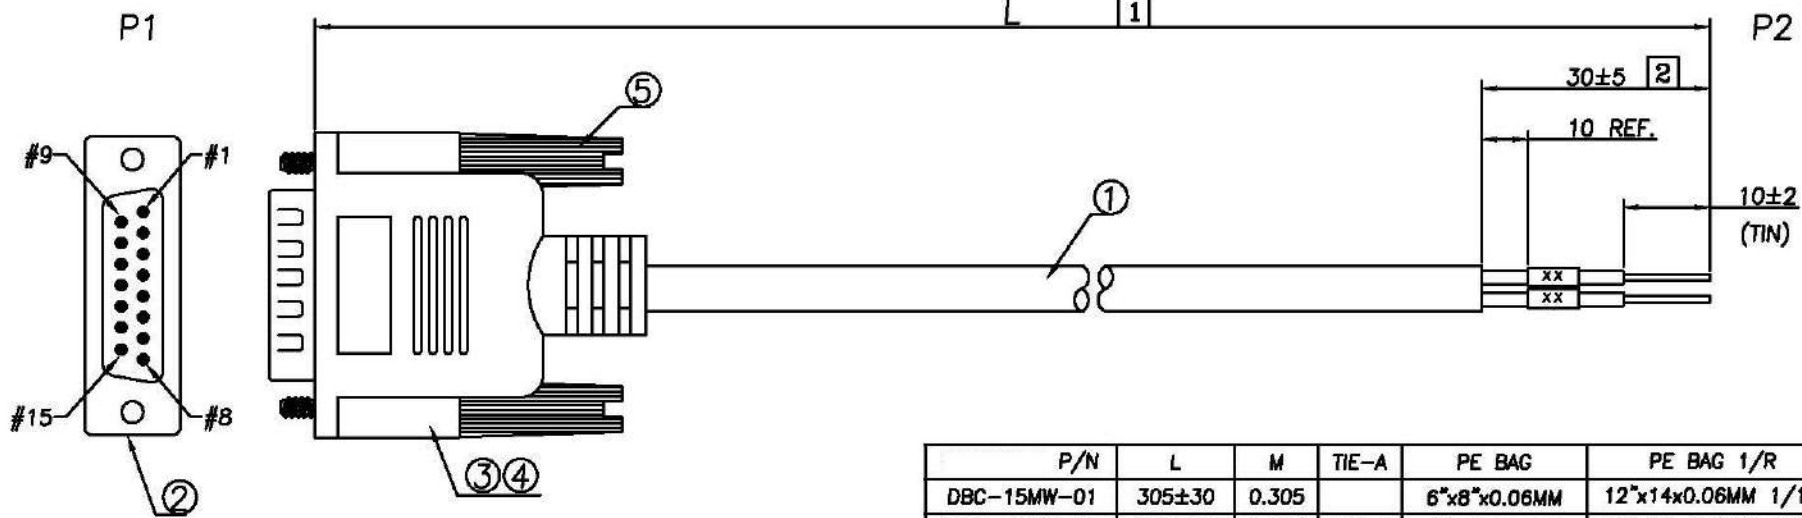 P1
L 1
P2
30±5 2
10 REF.
10±2
(TIN)
5
#9
#1
1
XX
XX
#15
#8
2
3 4
P/N L M TIE-A PE BAG PE BAG 1/R
DBC-15MW-01 305±30 0.305 6"x8"x0.06MM 12"x14x0.06MM